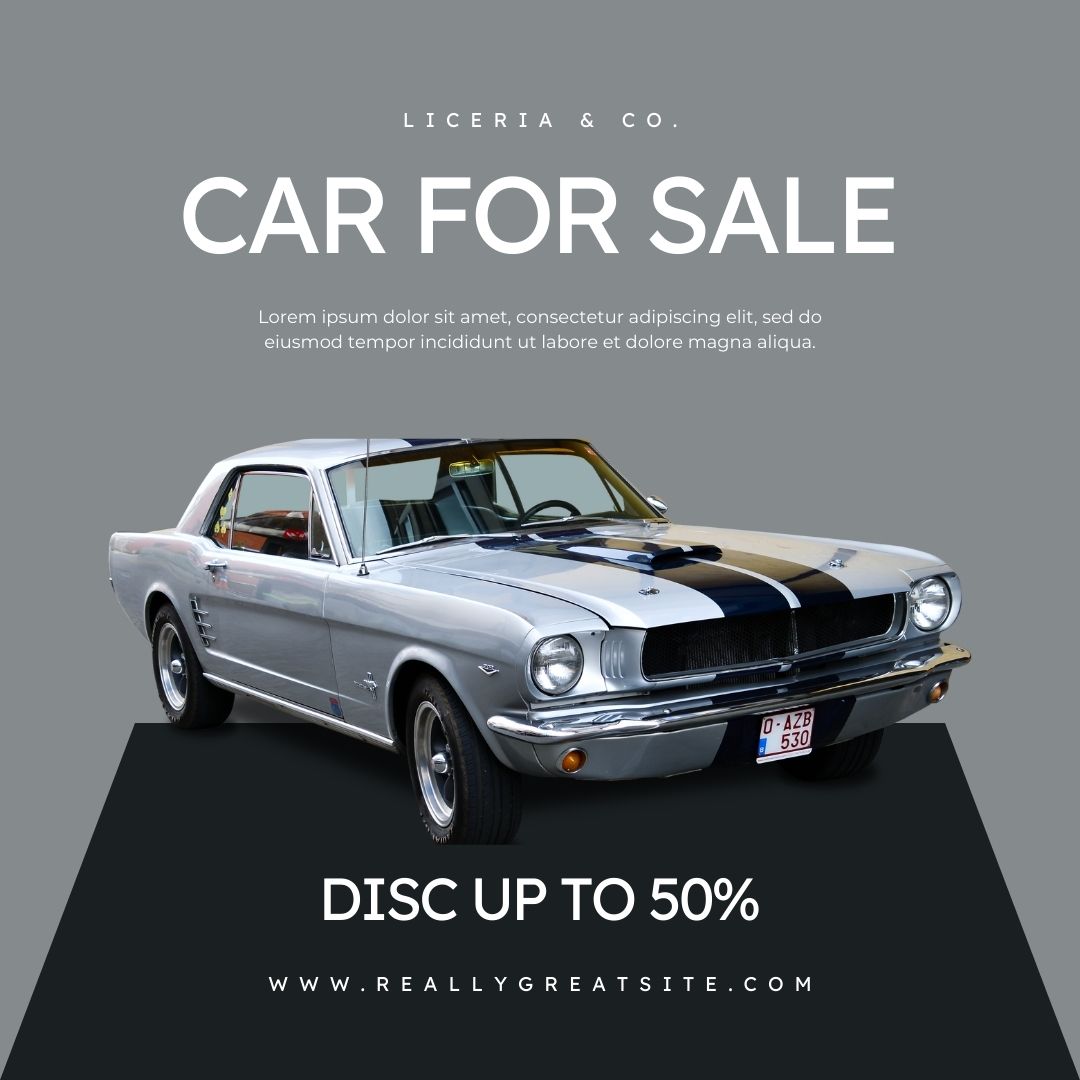 LICERIA & CO.
CAR FOR SALE
Lorem ipsum dolor sit amet, consectetur adipiscing elit, sed do
eiusmod tempor incididunt ut labore et dolore magna aliqua.
O-AZB
530
DISC UP TO 50%
WWW.REALLYGREATSITE.COM